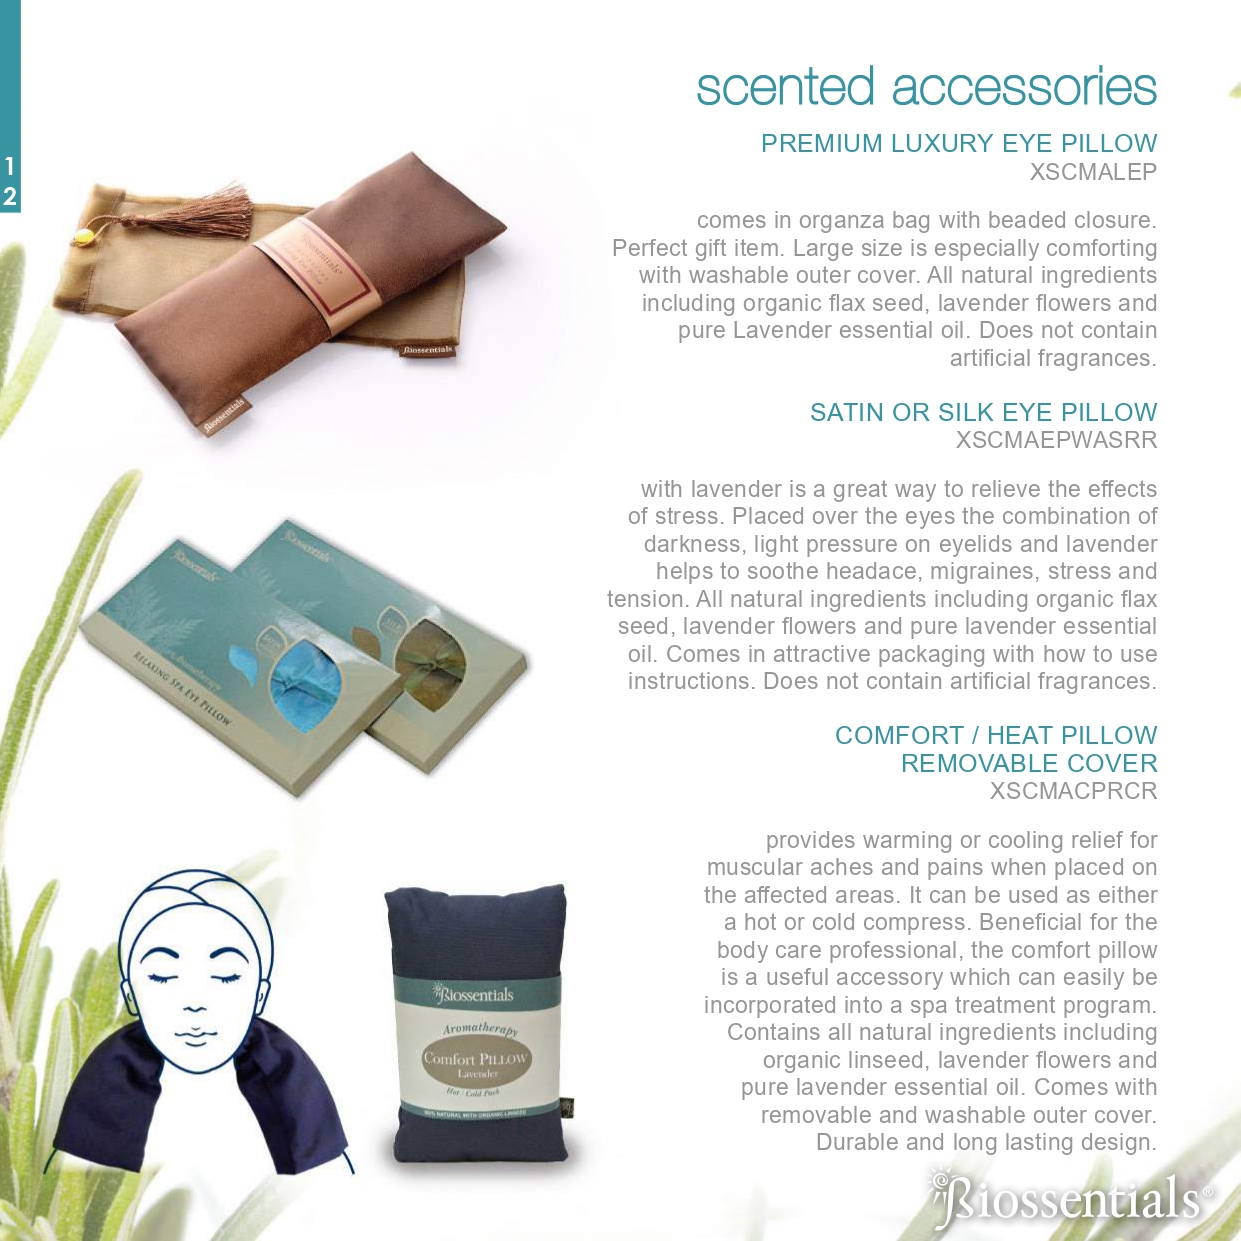 1
2
scented accessories
PREMIUM LUXURY EYE PILLOW
XSCMALEP
comes in organza bag with beaded closure.
Perfect gift item. Large size is especially comforting
with washable outer cover. All natural ingredients
including organic flax seed, lavender flowers and
pure Lavender essential oil. Does not contain
artificial fragrances.
SATIN OR SILK EYE PILLOW
XSCMAEPWASRR
with lavender is a great way to relieve the effects
of stress. Placed over the eyes the combination of
darkness, light pressure on eyelids and lavender
helps to soothe headace, migraines, stress and
tension. All natural ingredients including organic flax
seed, lavender flowers and pure lavender essential
oil. Comes in attractive packaging with how to use
instructions. Does not contain artificial fragrances.
COMFORT / HEAT PILLOW
REMOVABLE COVER
XSCMACPRCR
provides warming or cooling relief for
muscular aches and pains when placed on
the affected areas. It can be used as either
a hot or cold compress. Beneficial for the
body care professional, the comfort pillow
is a useful accessory which can easily be
incorporated into a spa treatment program.
Contains all natural ingredients including
organic linseed, lavender flowers and
pure lavender essential oil. Comes with
removable and washable outer cover.
Durable and long lasting design.
Biossentials®
Biossentials®
Biossentials
Biossentials
Biossentials
Biossentials
SATIN
SILK
Aromatherapy
RELAXING SPA EYE PILLOW
Biossentials
Aromatherapy
Comfort PILLOW
Lavender
Hot / Cold Pack
100% NATURAL WITH ORGANIC LINSEED